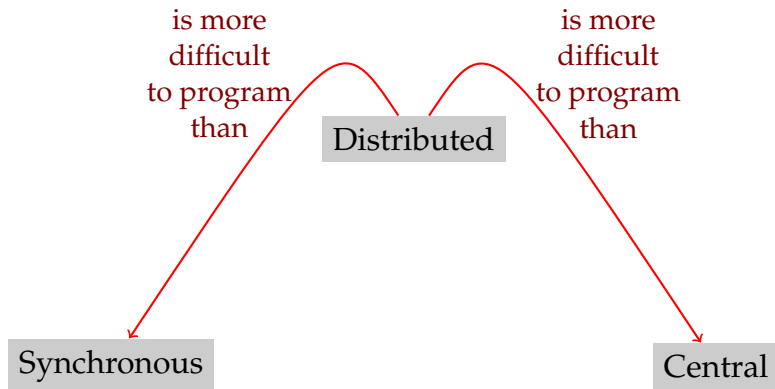 is more
difficult
to program
than
is more
difficult
to program
than
Distributed
Synchronous
Central